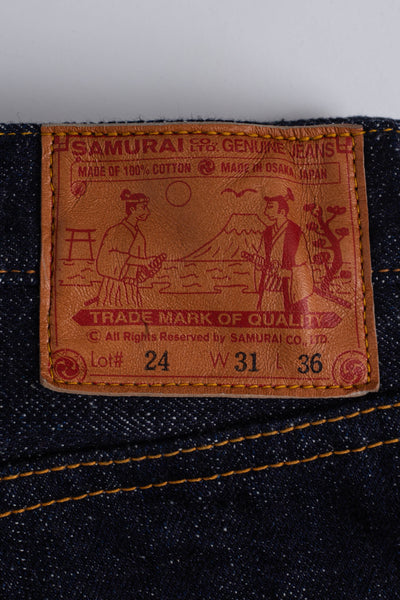 SAMURAI CO. LTD. GENUINE JEANS
MADE OF 100% COTTON MADE IN OSAKA, JAPAN
TRADE MARK OF QUALITY
© All Rights Reserved by SAMURAI CO., LTD.
Lot# 24 W 31 L 36